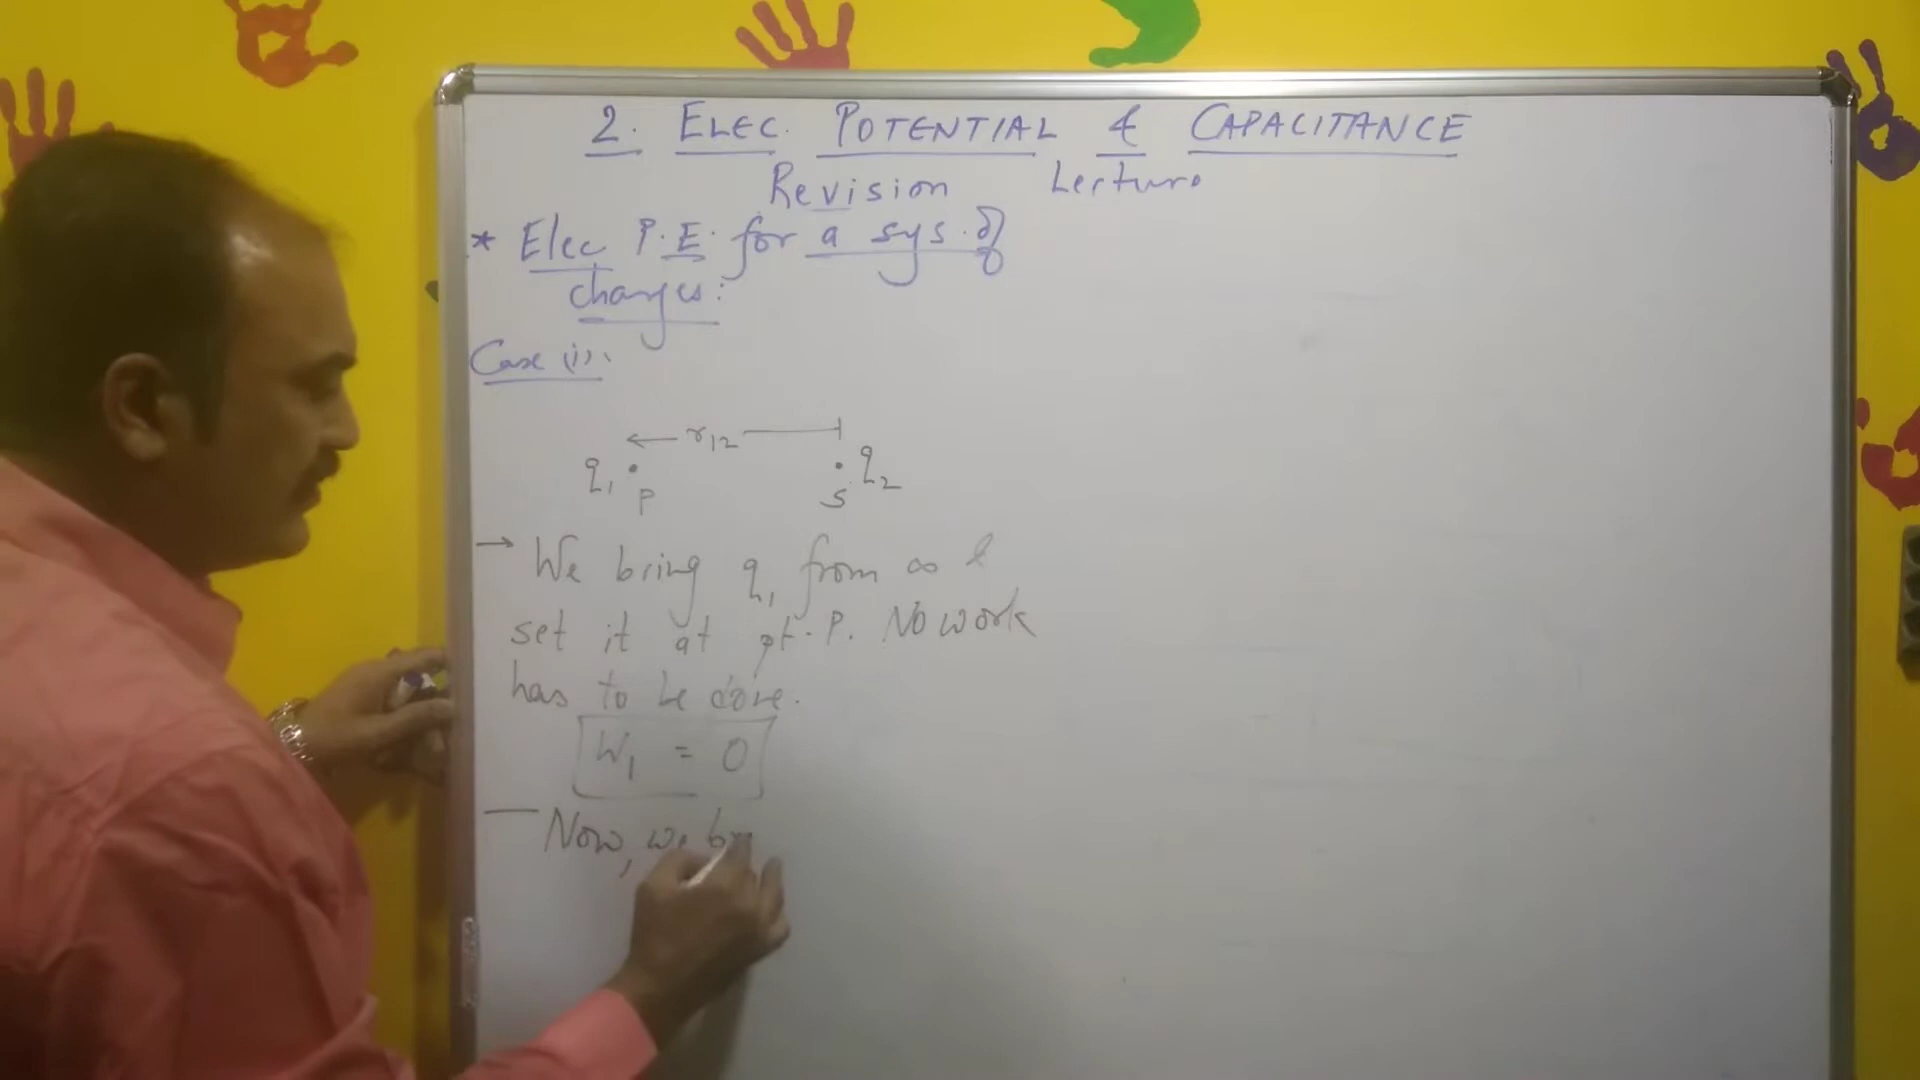 2. ELEC. POTENTIAL & CAPACITANCE
Revision Lecture
* Elec P.E. for a sys. of
charges:
Case (i):
r12
q1 P S q2
→ We bring q1 from ∞ &
set it at pt. P. No work
has to be done.
W1 = 0
— Now, we br